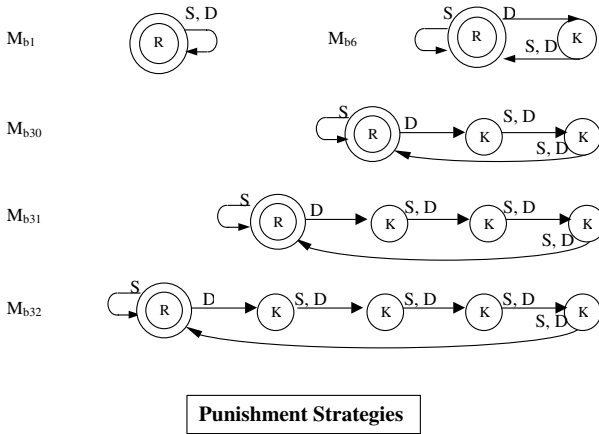 M_b1 S, D R
M_b6 S D R S, D K
M_b30 S R D K S, D S, D K
M_b31 S R D K S, D K S, D S, D K
M_b32 S R D K S, D K S, D K S, D S, D K
Punishment Strategies